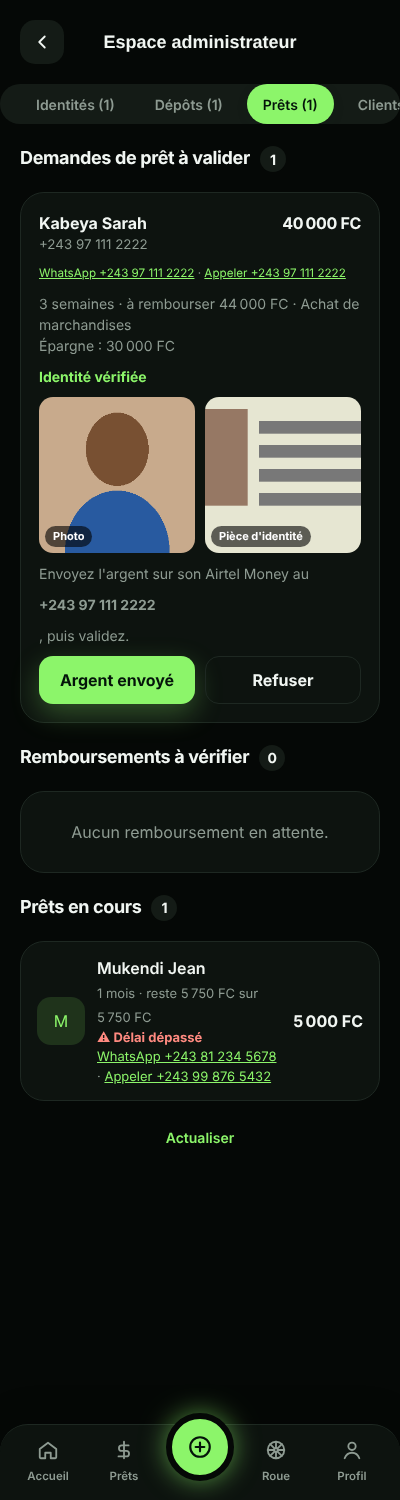 Espace administrateur
Identités (1)
Dépôts (1)
Prêts (1)
Clients
Demandes de prêt à valider 1
Kabeya Sarah
40 000 FC
+243 97 111 2222
WhatsApp +243 97 111 2222 · Appeler +243 97 111 2222
3 semaines · à rembourser 44 000 FC · Achat de
marchandises
Épargne : 30 000 FC
Identité vérifiée
Photo
Pièce d'identité
Envoyez l'argent sur son Airtel Money au
+243 97 111 2222
, puis validez.
Argent envoyé
Refuser
Remboursements à vérifier 0
Aucun remboursement en attente.
Prêts en cours 1
M
Mukendi Jean
1 mois · reste 5 750 FC sur
5 750 FC
⚠ Délai dépassé
WhatsApp +243 81 234 5678
· Appeler +243 99 876 5432
5 000 FC
Actualiser
Accueil
Prêts
Roue
Profil